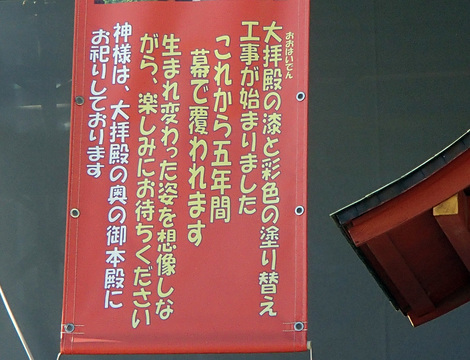 おおはいでん
大拝殿の漆と彩色の塗り替え
工事が始まりました
これから五年間
幕で覆われます
生まれ変わった姿を想像しな
がら、楽しみにお待ちください
神様は、大拝殿の奥の御本殿に
お祀りしております